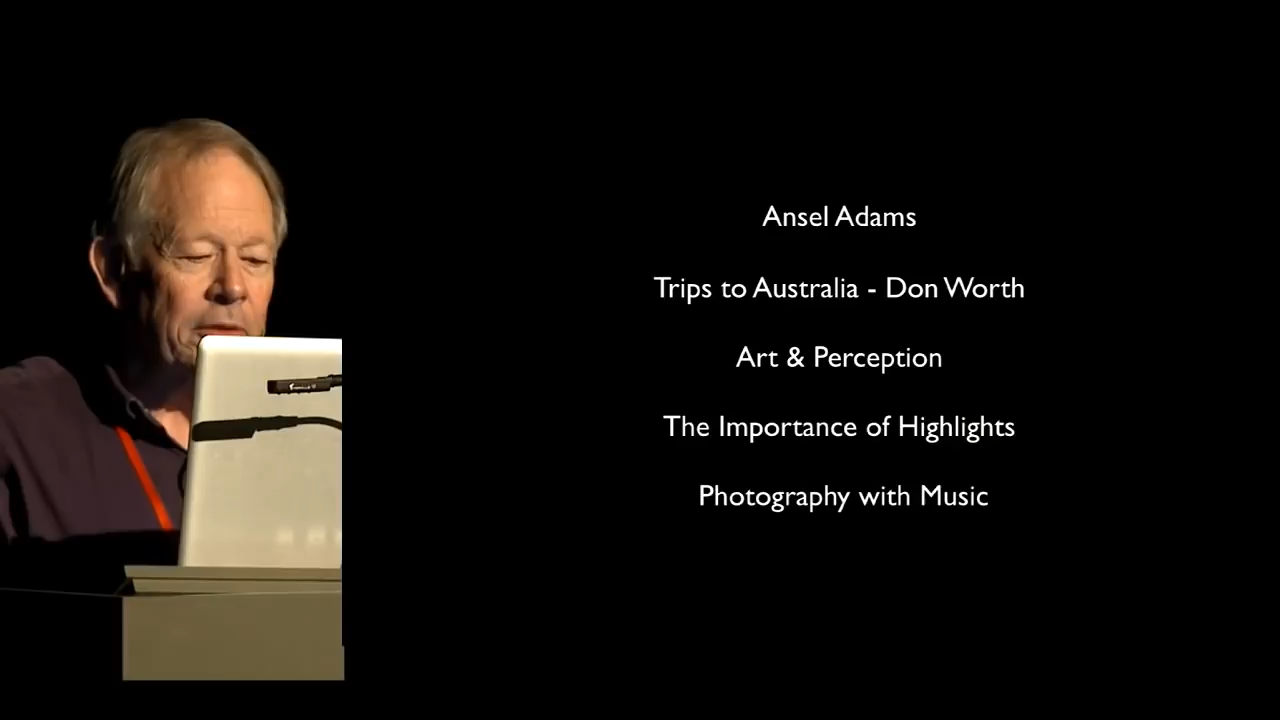 Ansel Adams
Trips to Australia - Don Worth
Art & Perception
The Importance of Highlights
Photography with Music